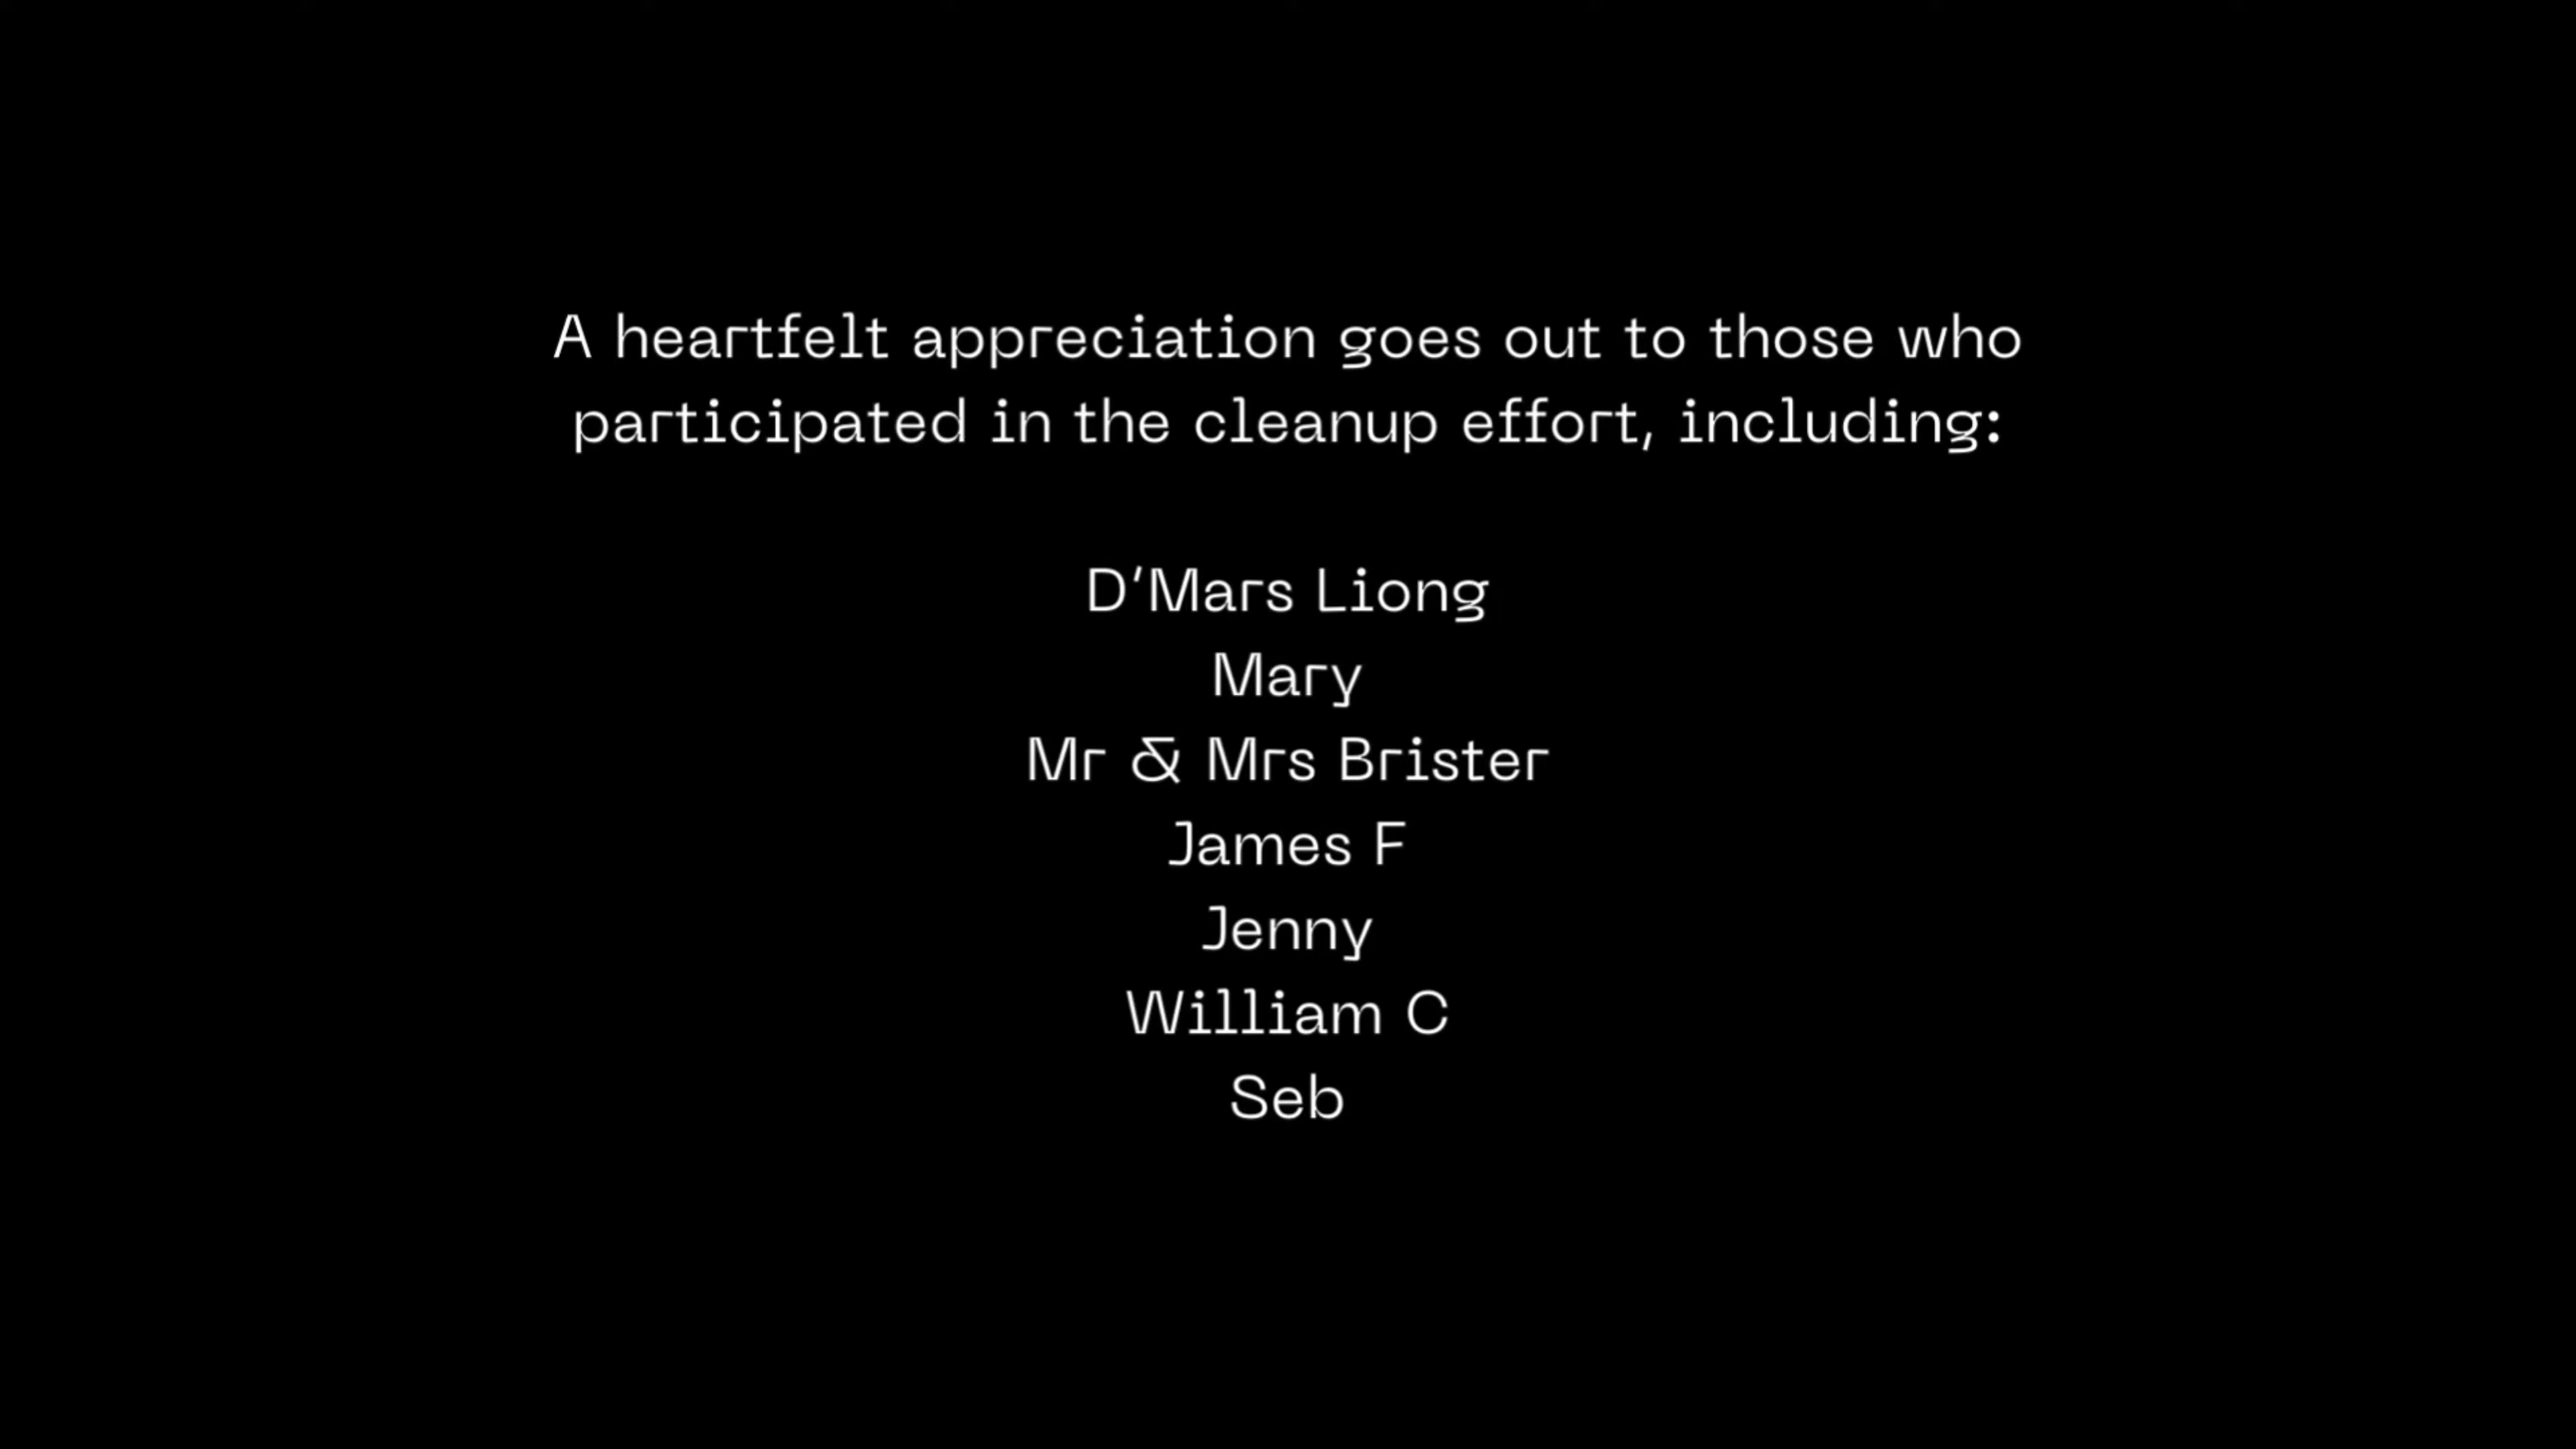 A heartfelt appreciation goes out to those who
participated in the cleanup effort, including:
D'Mars Liong
Mary
Mr & Mrs Brister
James F
Jenny
William C
Seb